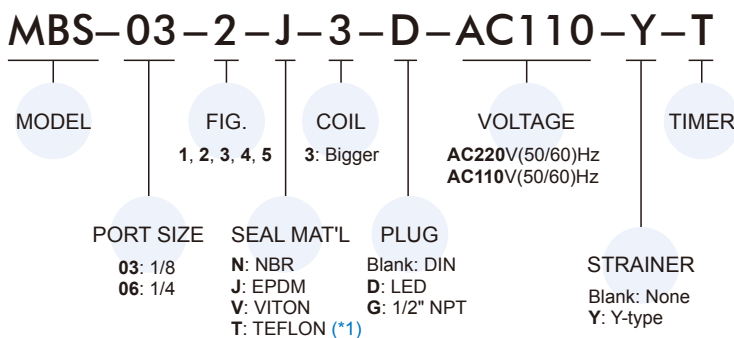 MBS–03–2–J–3–D–AC110–Y–T
MODEL
FIG.
1, 2, 3, 4, 5
COIL
3: Bigger
VOLTAGE
AC220V(50/60)Hz
AC110V(50/60)Hz
TIMER
PORT SIZE
03: 1/8
06: 1/4
SEAL MAT'L
N: NBR
J: EPDM
V: VITON
T: TEFLON (*1)
PLUG
Blank: DIN
D: LED
G: 1/2" NPT
STRAINER
Blank: None
Y: Y-type